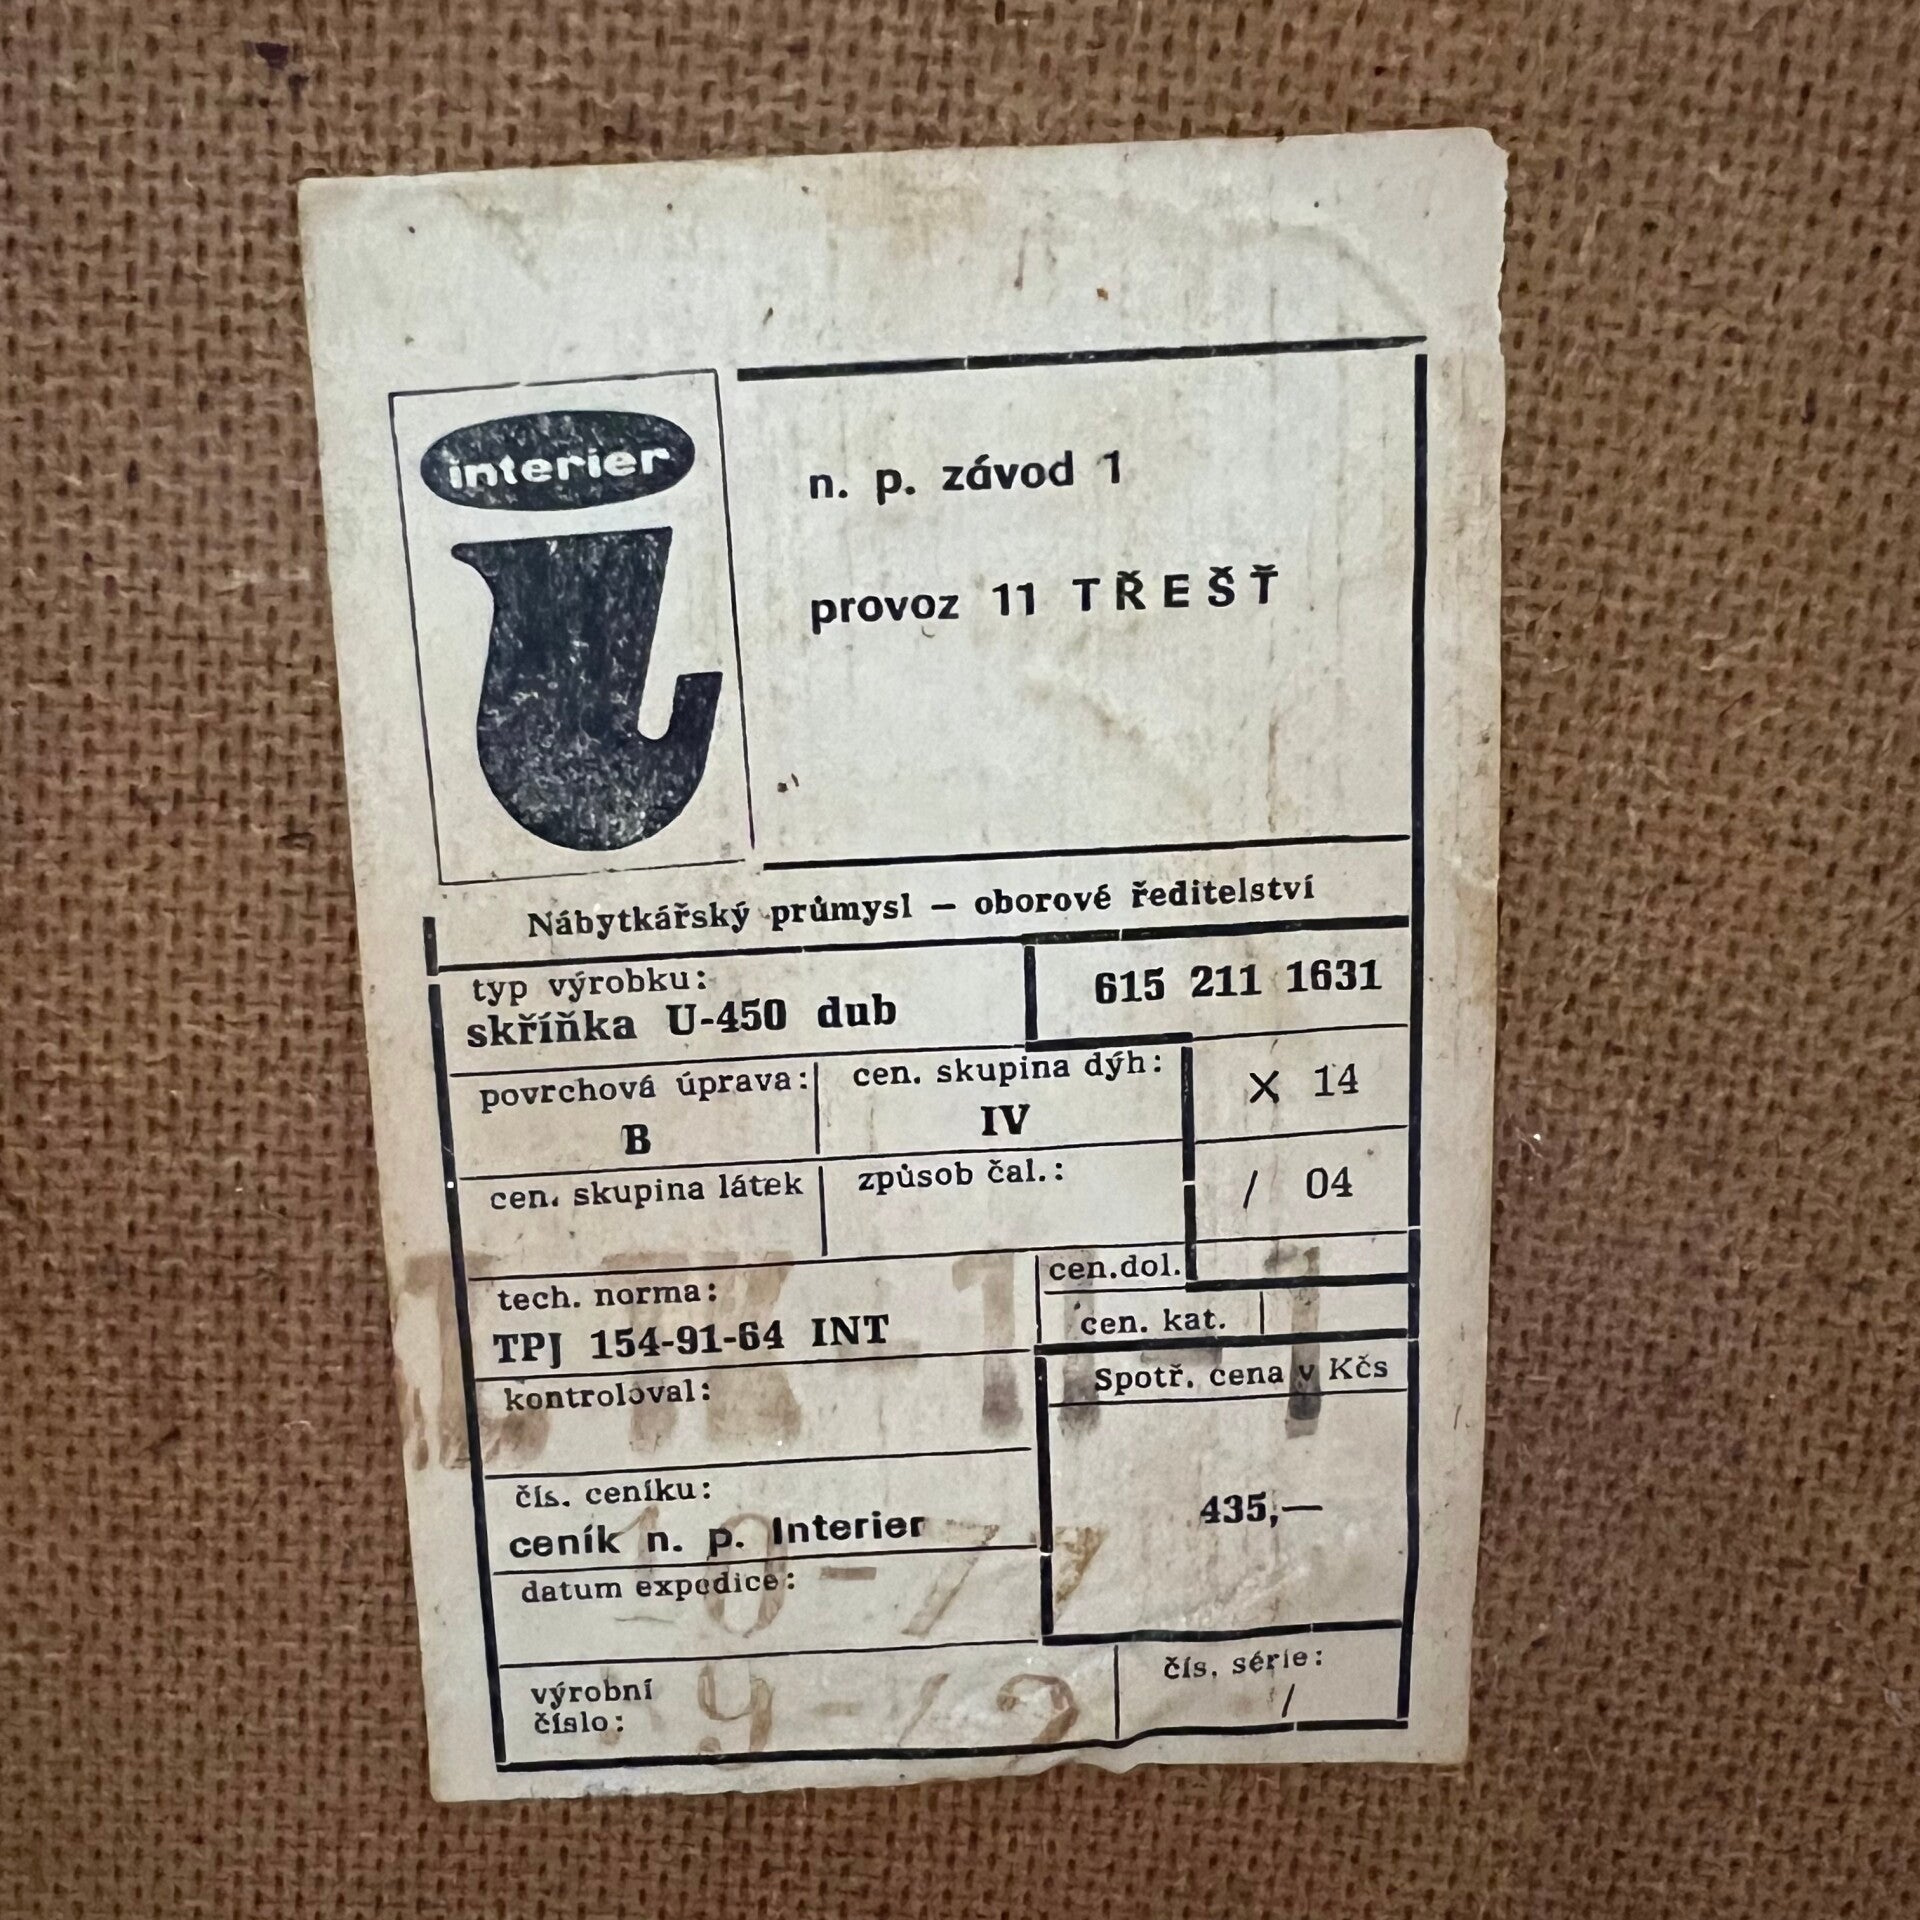 interier
n. p. závod 1
provoz 11 TŘEŠŤ
Nábytkářský průmysl – oborové ředitelství
typ výrobku:
skříňka U-450 dub
615 211 1631
povrchová úprava:
B
cen. skupina dýh:
IV
X 14
cen. skupina látek
způsob čal.:
/ 04
tech. norma:
TPJ 154-91-64 INT
cen.dol.
cen. kat.
kontroloval:
Spotř. cena v Kčs
435,—
čís. ceníku:
ceník n. p. Interier
datum expedice:
výrobní
číslo:
čís. série:
/